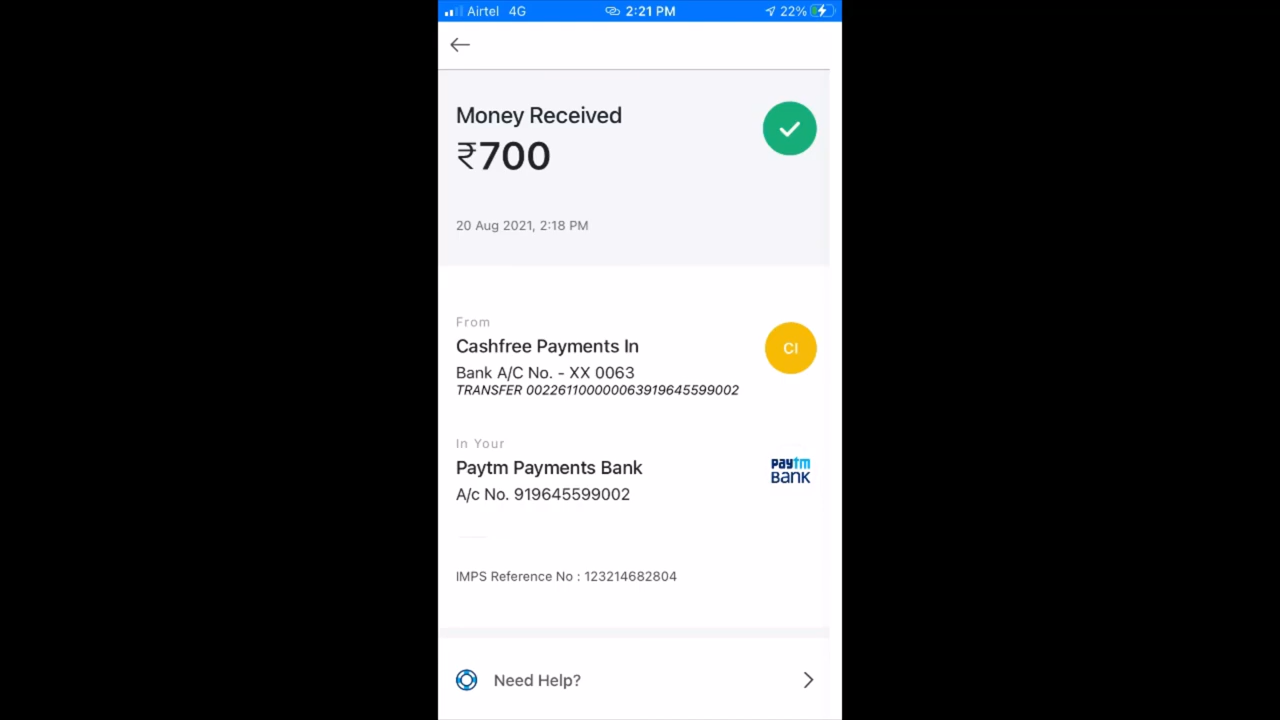 Airtel 4G 2:21 PM 22%
Money Received
₹700
20 Aug 2021, 2:18 PM
From
Cashfree Payments In
CI
Bank A/C No. - XX 0063
TRANSFER 002261100000063919645599002
In Your
Paytm Payments Bank
A/c No. 919645599002
paytm
BANK
IMPS Reference No : 123214682804
Need Help?